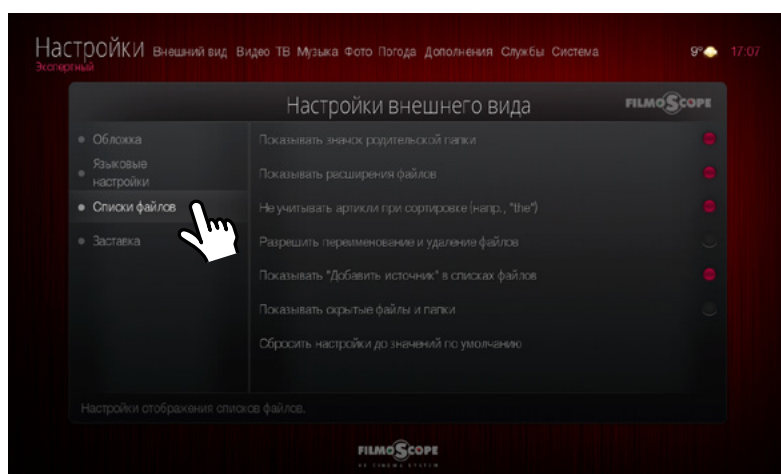 Настройки Внешний вид Видео ТВ Музыка Фото Погода Дополнения Службы Система 9° 17:07
Экспертный
Настройки внешнего вида FILMOSCOPE
Обложка
Языковые
настройки
Списки файлов
Заставка
Показывать значок родительской папки
Показывать расширения файлов
Не учитывать артикли при сортировке (напр., "the")
Разрешить переименование и удаление файлов
Показывать "Добавить источник" в списках файлов
Показывать скрытые файлы и папки
Сбросить настройки до значений по умолчанию
Настройки отображения списков файлов.
FILMOSCOPE
CINEMA SYSTEM